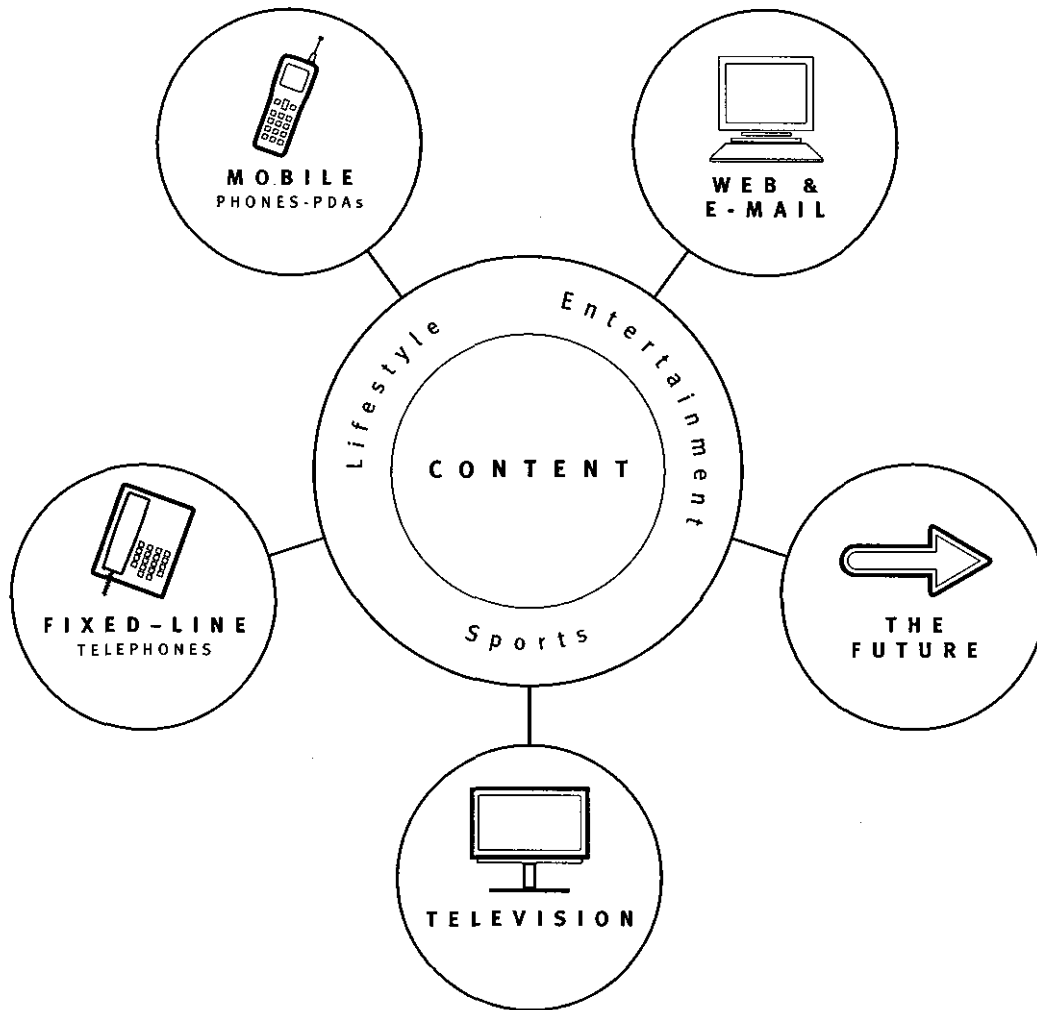 MOBILE
PHONES-PDAs
WEB &
E-MAIL
Lifestyle
Entertainment
CONTENT
FIXED-LINE
TELEPHONES
THE
FUTURE
Sports
TELEVISION